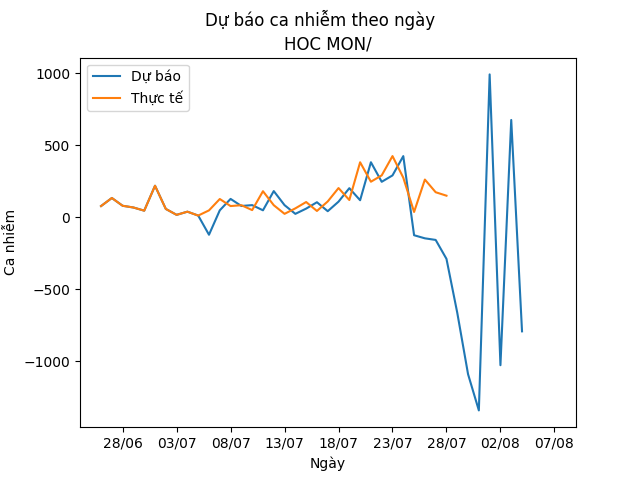 Dự báo ca nhiễm theo ngày
HOC MON/
Dự báo
Thực tế
Ca nhiễm
1000
500
0
−500
−1000
28/06
03/07
08/07
13/07
18/07
23/07
28/07
02/08
07/08
Ngày